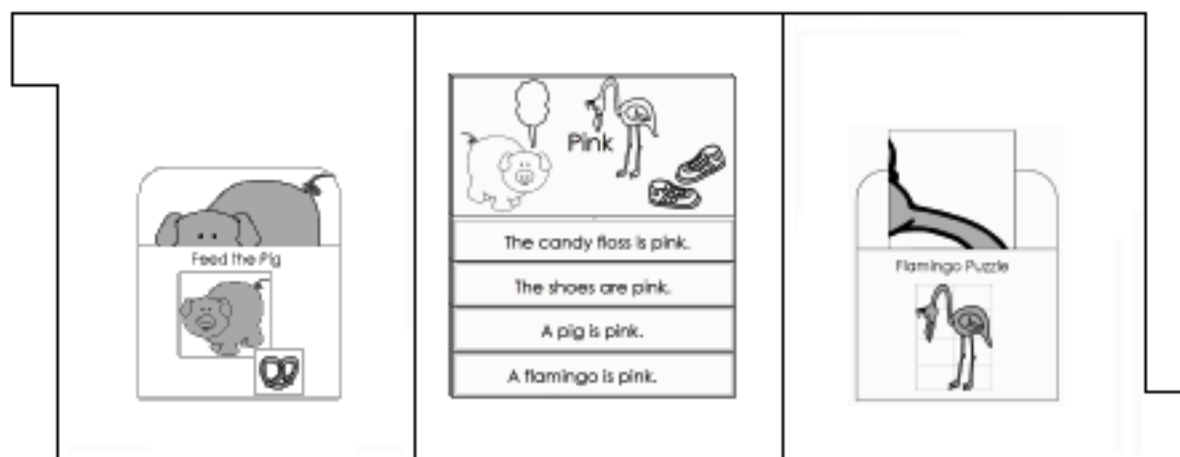 Feed the Pig
Pink
The candy floss is pink.
The shoes are pink.
A pig is pink.
A flamingo is pink.
Flamingo Puzzle